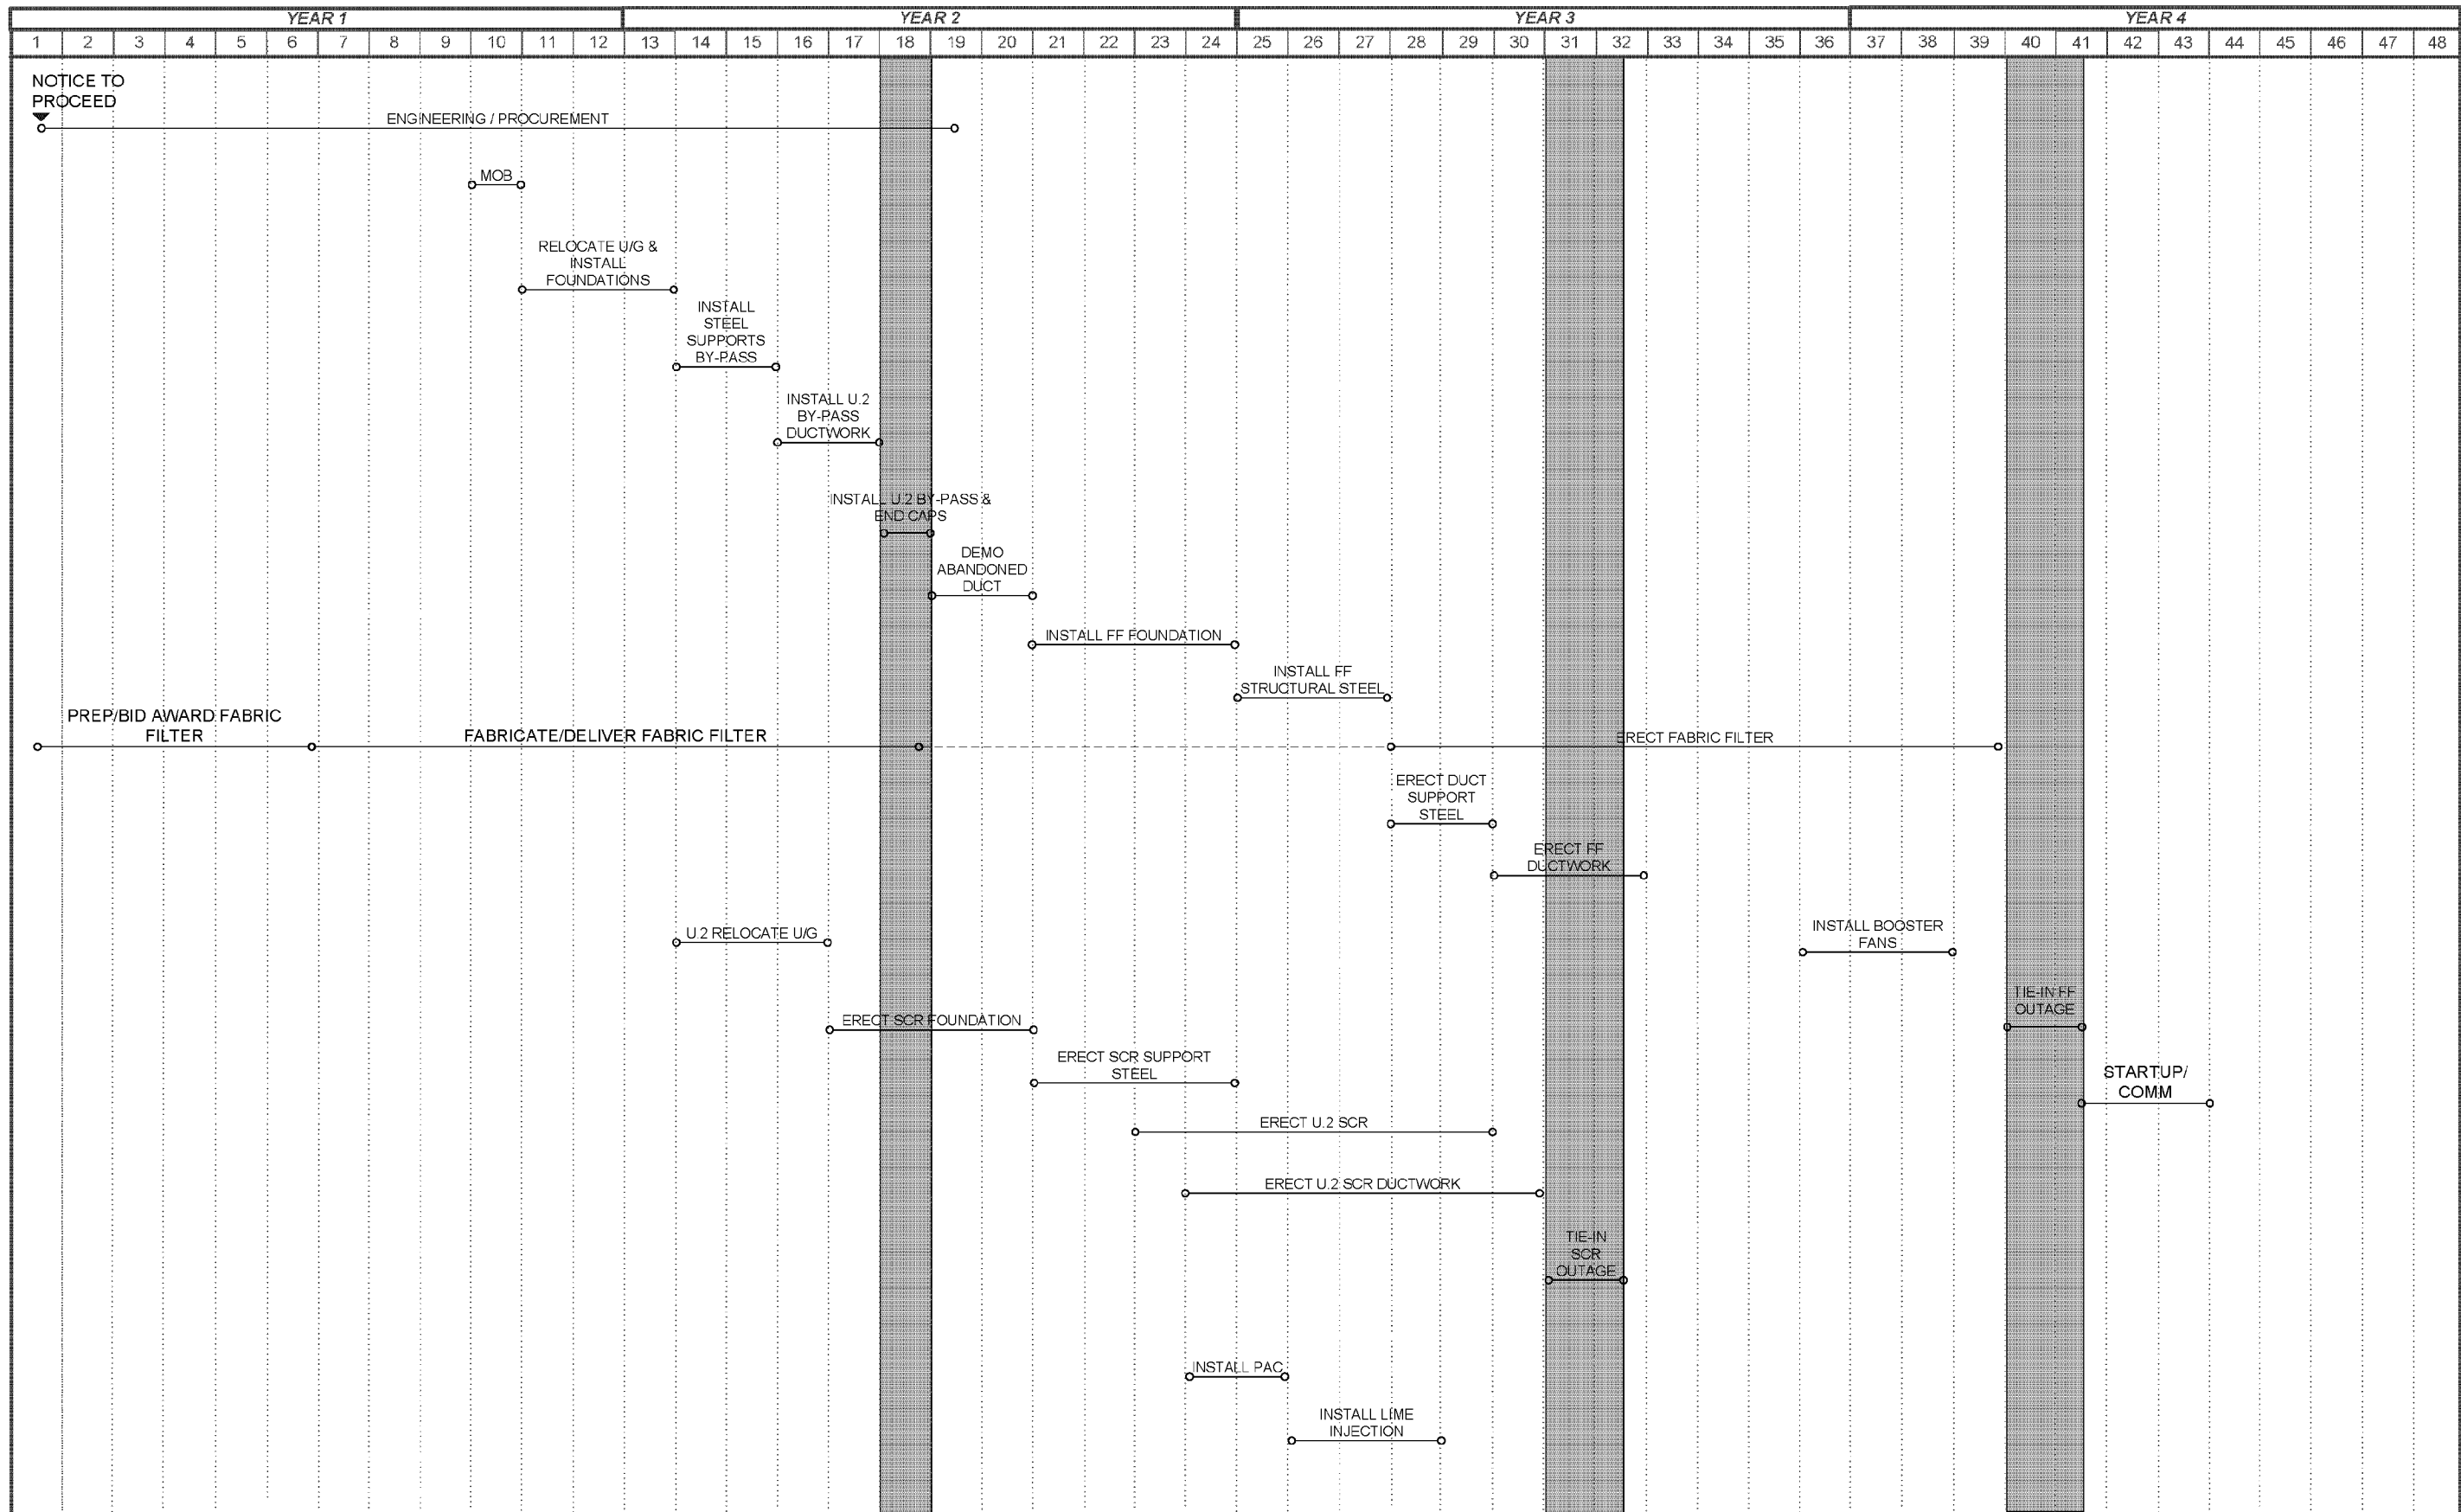 YEAR 1 YEAR 2 YEAR 3 YEAR 4
1 2 3 4 5 6 7 8 9 10 11 12 13 14 15 16 17 18 19 20 21 22 23 24 25 26 27 28 29 30 31 32 33 34 35 36 37 38 39 40 41 42 43 44 45 46 47 48
NOTICE TO
PROCEED
ENGINEERING / PROCUREMENT
MOB
RELOCATE U/G &
INSTALL
FOUNDATIONS
INSTALL
STEEL
SUPPORTS
BY-PASS
INSTALL U.2
BY-PASS
DUCTWORK
INSTALL U.2 BY-PASS &
END CAPS
DEMO
ABANDONED
DUCT
INSTALL FF FOUNDATION
INSTALL FF
STRUCTURAL STEEL
PREP/BID AWARD FABRIC
FILTER
FABRICATE/DELIVER FABRIC FILTER
ERECT FABRIC FILTER
ERECT DUCT
SUPPORT
STEEL
ERECT FF
DUCTWORK
U.2 RELOCATE U/G
INSTALL BOOSTER
FANS
TIE-IN FF
OUTAGE
ERECT SCR FOUNDATION
ERECT SCR SUPPORT
STEEL
STARTUP/
COMM
ERECT U.2 SCR
ERECT U.2 SCR DUCTWORK
TIE-IN
SCR
OUTAGE
INSTALL PAC
INSTALL LIME
INJECTION